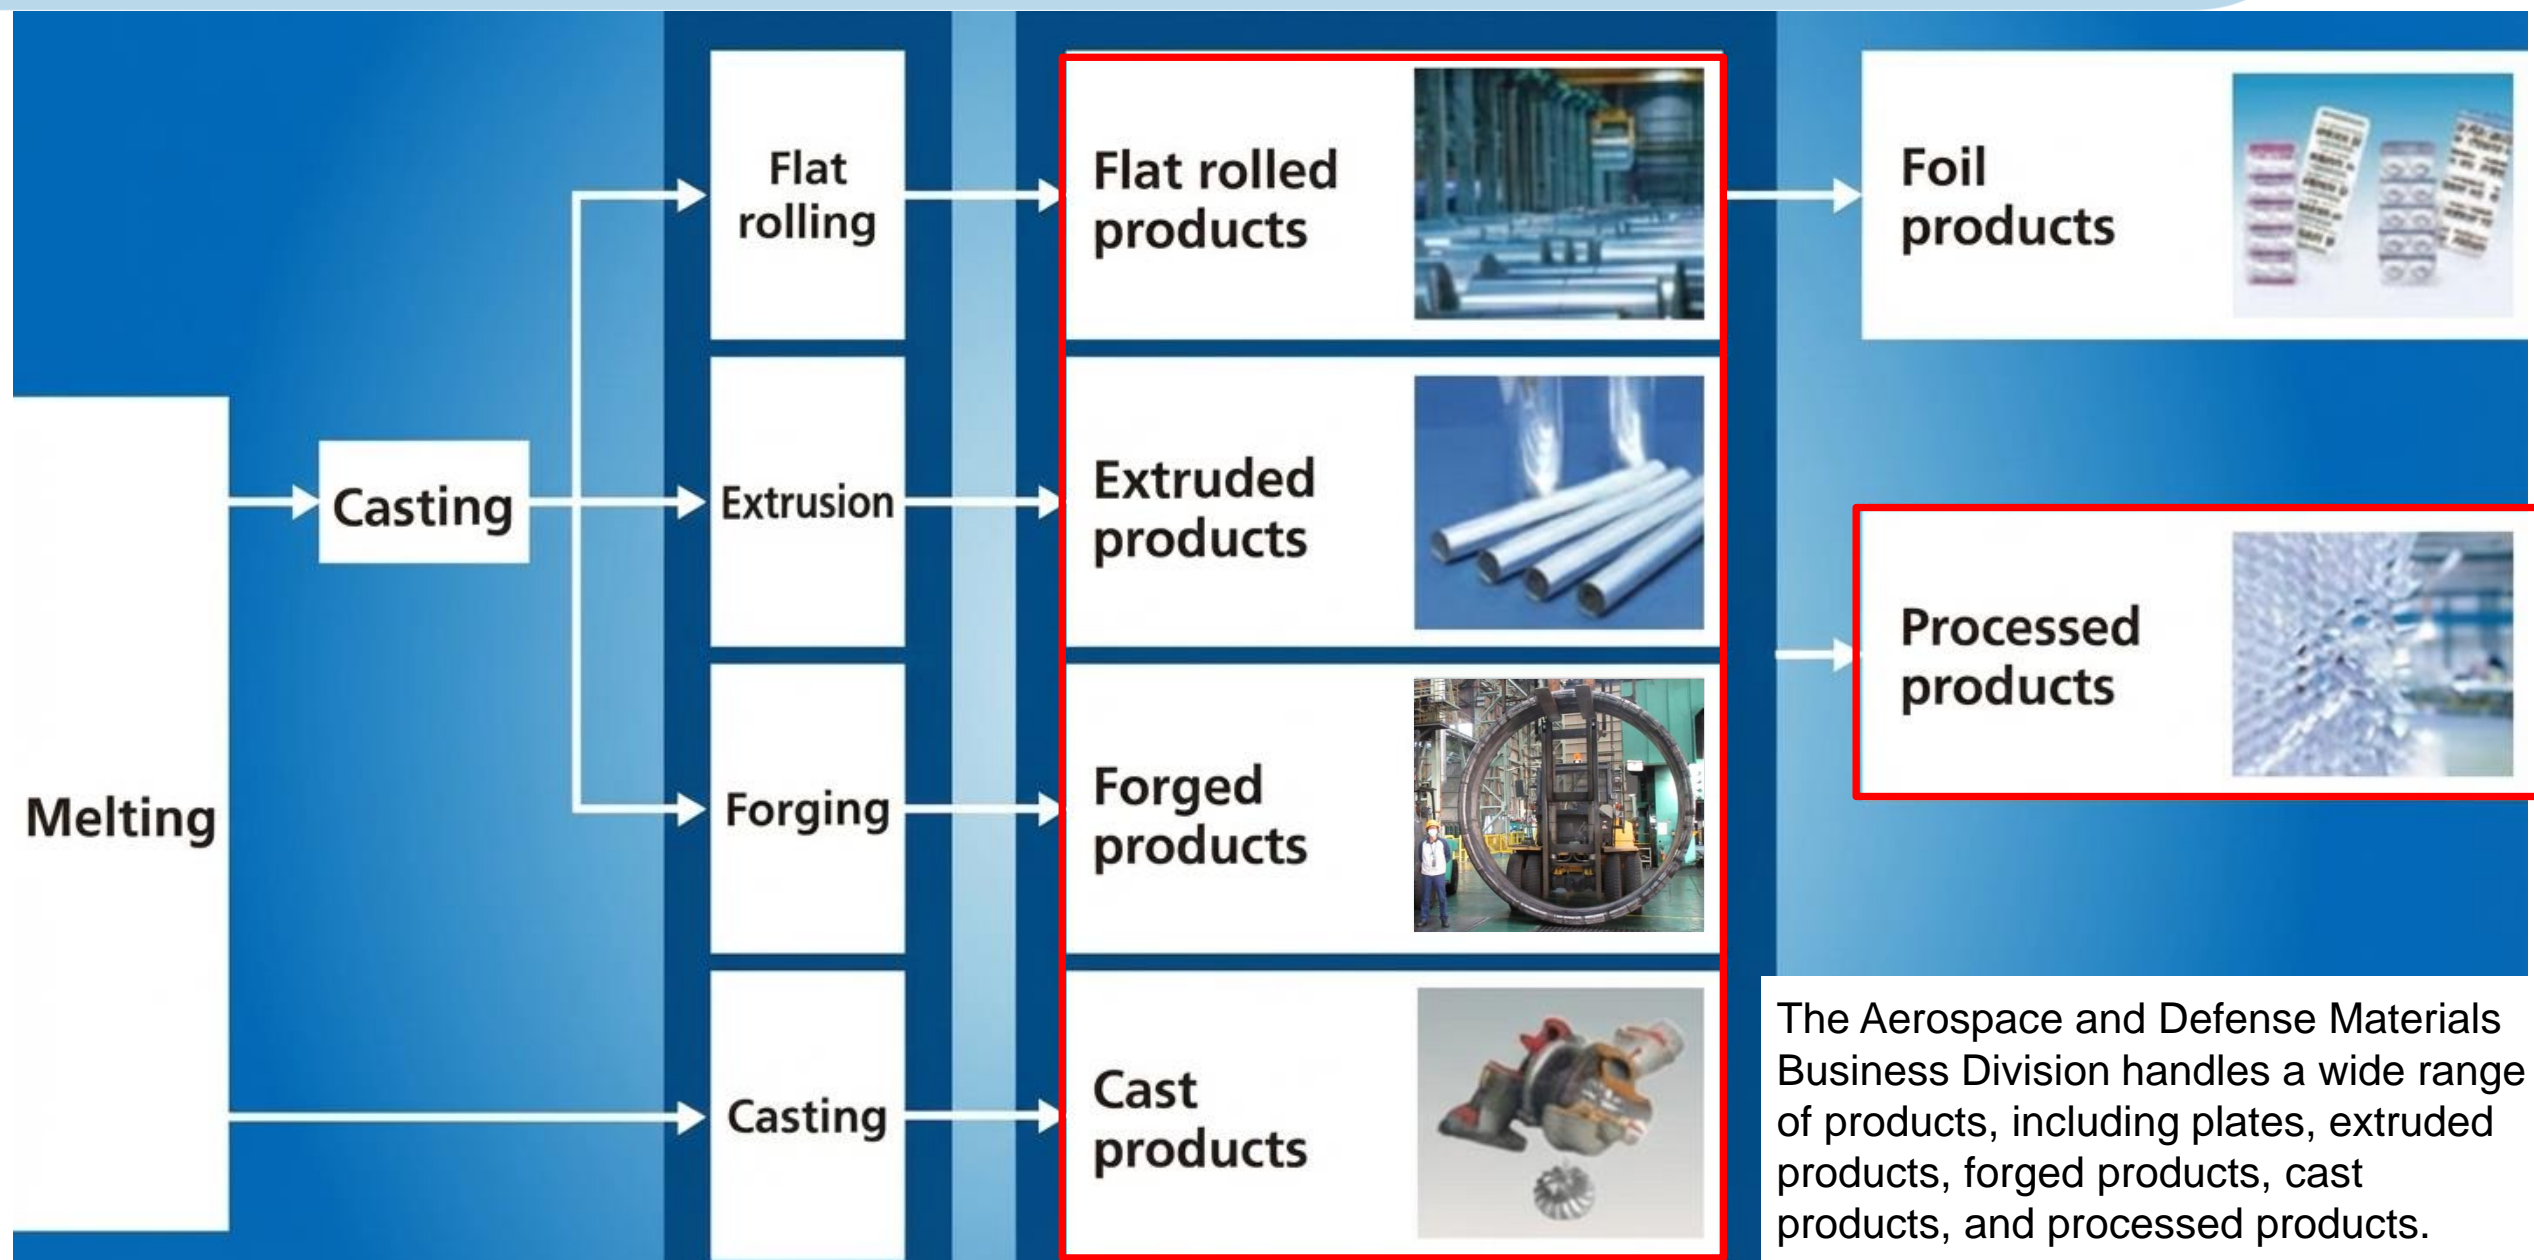 Melting
Casting
Flat
rolling
Extrusion
Forging
Casting
Flat rolled
products
Extruded
products
Forged
products
Cast
products
Foil
products
Processed
products
The Aerospace and Defense Materials
Business Division handles a wide range
of products, including plates, extruded
products, forged products, cast
products, and processed products.